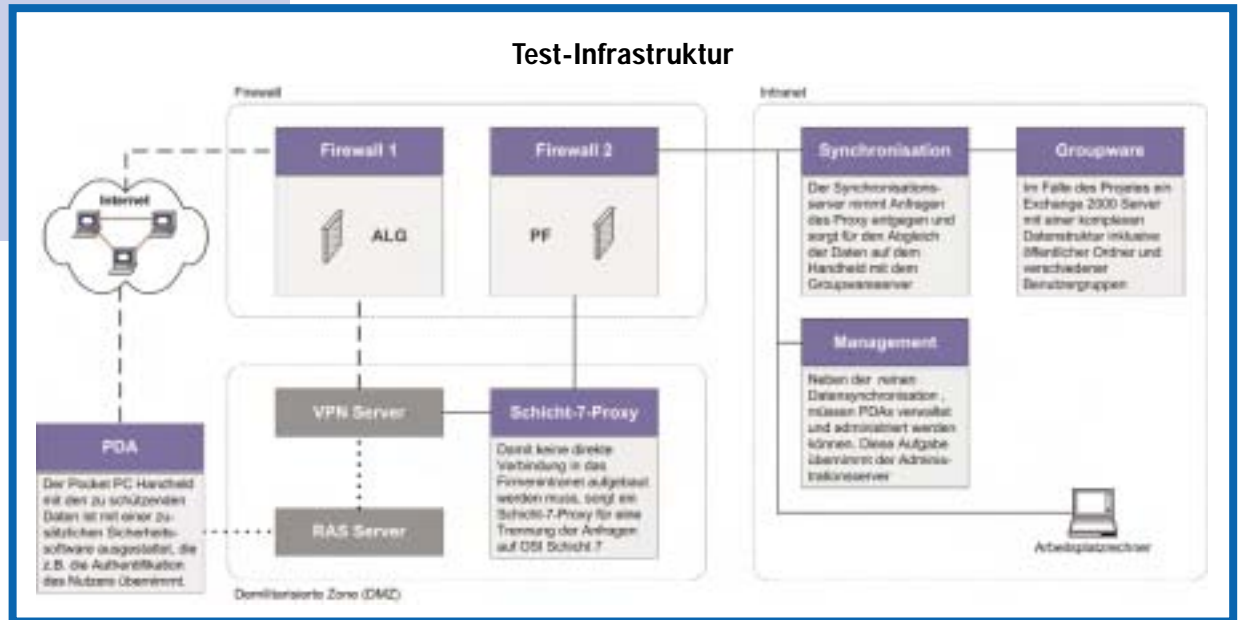 Test-Infrastruktur
Firewall
Intranet
Firewall 1
Firewall 2
Synchronisation
Groupware
Internet
ALG
PF
Der Synchronisations-
server nimmt Anfragen
des Proxy entgegen und
sorgt für den Abgleich
der Daten auf dem
Handheld mit dem
Groupwareserver
Im Falle des Projetes ein
Exchange 2000 Server
mit einer komplexen
Datenstruktur inklusive
öffentlicher Ordner und
verschiedener
Benutzergruppen
Management
Neben der reinen
Datensynchronisation ,
müssen PDAs verwaltet
und administriert werden
können. Diese Aufgabe
übernimmt der Adminis-
trationsserver
VPN Server
Schicht-7-Proxy
Damit keine direkte
Verbindung in das
Firmenintranet aufgebaut
werden muss, sorgt ein
Schicht-7-Proxy für eine
Trennung der Anfragen
auf OSI Schicht 7
PDA
Der Pocket PC Handheld
mit den zu schützenden
Daten ist mit einer zu-
sätzlichen Sicherheits-
software ausgestattet, die
z.B. die Authentifikation
des Nutzers übernimmt.
RAS Server
Arbeitsplatzrechner
Demilitarisierte Zone (DMZ)